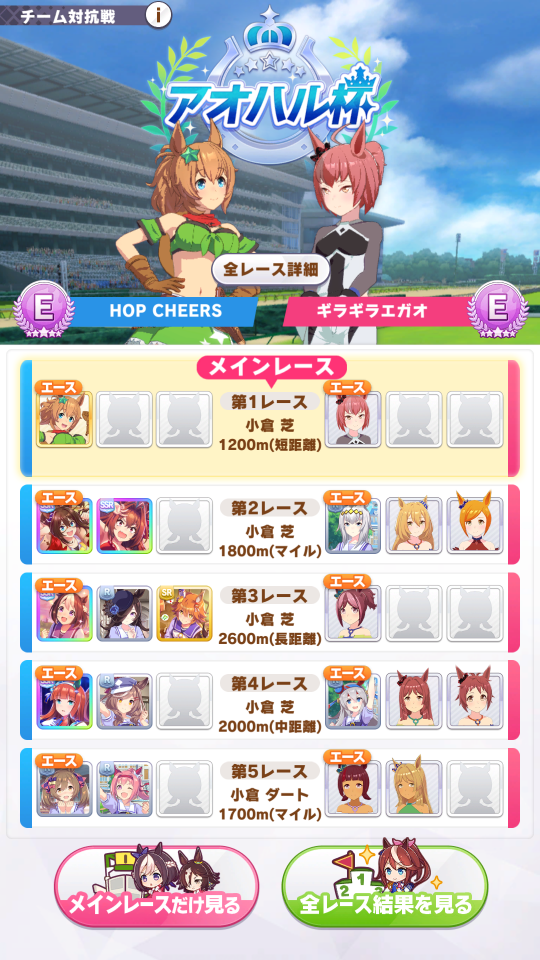 チーム対抗戦
i
アオハル杯
全レース詳細
E
HOP CHEERS
ギラギラエガオ
E
メインレース
エース
第1レース
小倉 芝
1200m(短距離)
エース
エース
SSR
第2レース
小倉 芝
1800m(マイル)
エース
エース
R
SR
第3レース
小倉 芝
2600m(長距離)
エース
エース
R
第4レース
小倉 芝
2000m(中距離)
エース
エース
R
第5レース
小倉 ダート
1700m(マイル)
エース
メインレースだけ見る
1
2
全レース結果を見る